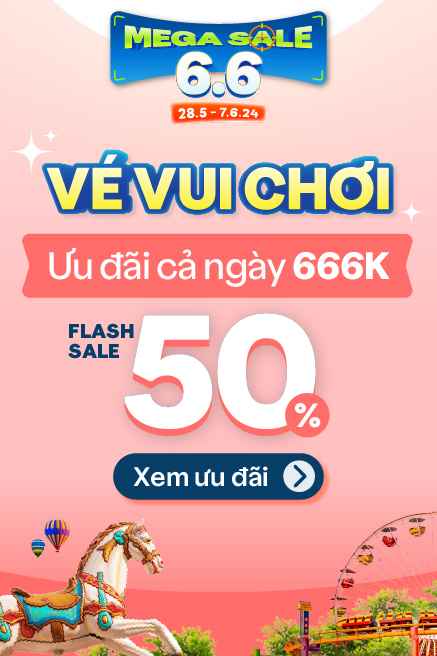 MEGA SALE
6.6
28.5 - 7.6.24
VÉ VUI CHƠI
Ưu đãi cả ngày 666K
FLASH
SALE
50%
Xem ưu đãi